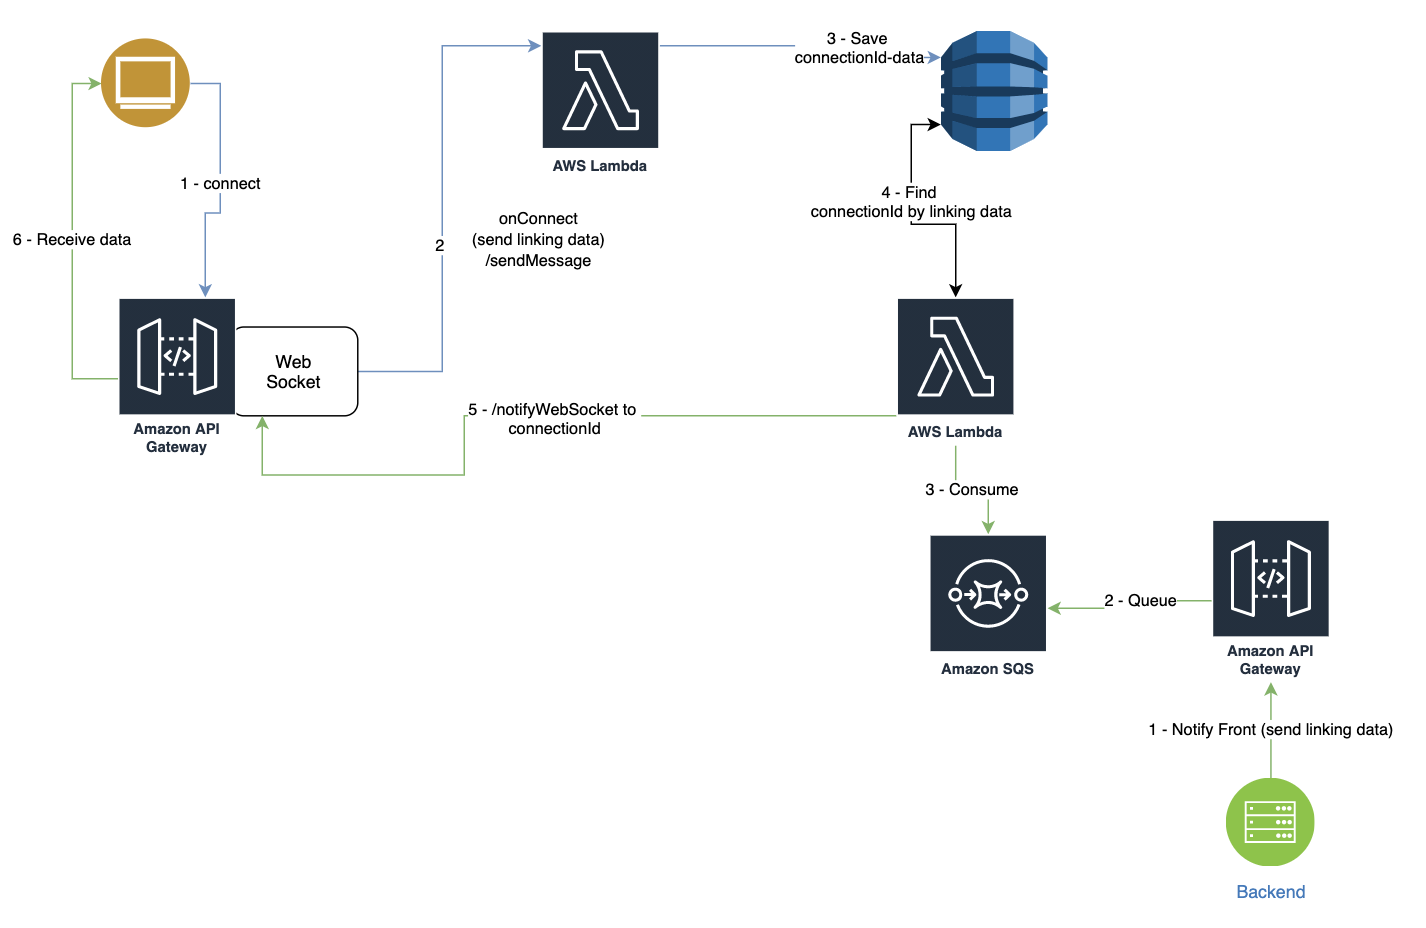 3 - Save
connectionId-data
AWS Lambda
1 - connect
4 - Find
connectionId by linking data
onConnect
(send linking data)
/sendMessage
2
6 - Receive data
Web
Socket
Amazon API
Gateway
5 - /notifyWebSocket to
connectionId
AWS Lambda
3 - Consume
2 - Queue
Amazon SQS
Amazon API
Gateway
1 - Notify Front (send linking data)
Backend